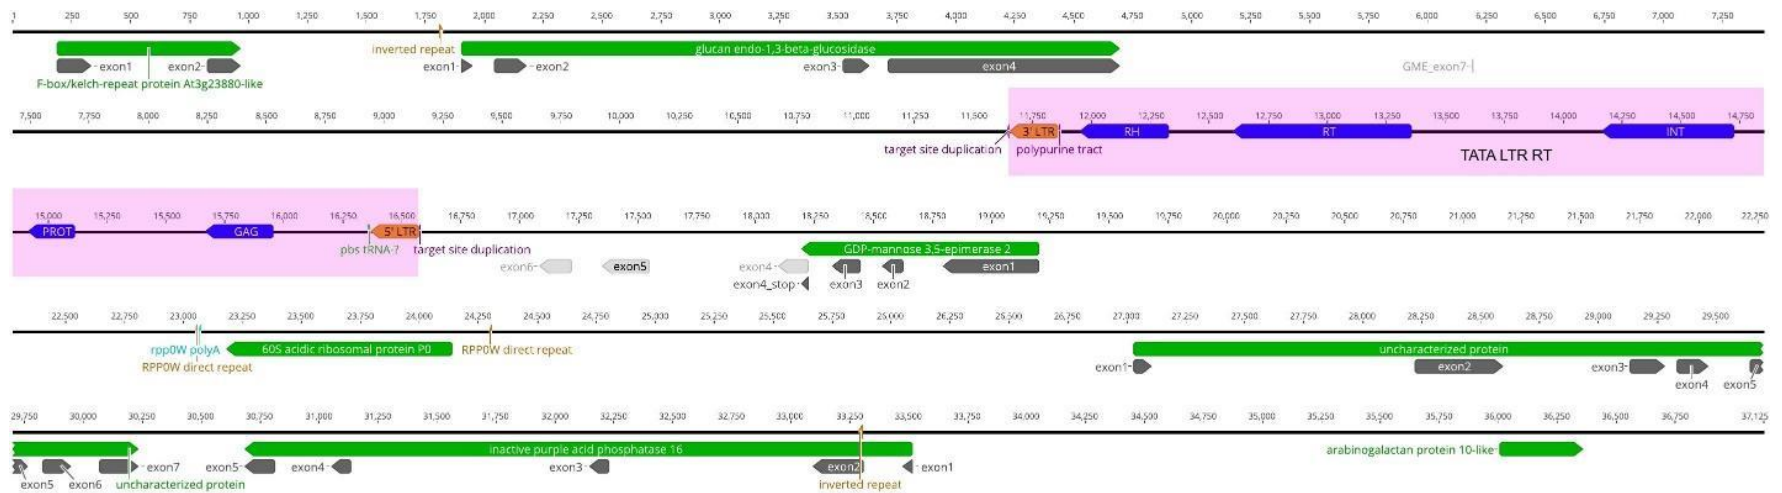 1 250 500 750 1,000 1,250 1,500 1,750 2,000 2,250 2,500 2,750 3,000 3,250 3,500 3,750 4,000 4,250 4,500 4,750 5,000 5,250 5,500 5,750 6,000 6,250 6,500 6,750 7,000 7,250
inverted repeat glucan endo-1,3-beta-glucosidase
exon1 exon2 exon1 exon2 exon3 exon4 GME_exon7
F-box/kelch-repeat protein At3g23880-like
7,500 7,750 8,000 8,250 8,500 8,750 9,000 9,250 9,500 9,750 10,000 10,250 10,500 10,750 11,000 11,250 11,500 11,750 12,000 12,250 12,500 12,750 13,000 13,250 13,500 13,750 14,000 14,250 14,500 14,750
3' LTR RH RT INT
target site duplication polypurine tract TATA LTR RT
15,000 15,250 15,500 15,750 16,000 16,250 16,500 16,750 17,000 17,250 17,500 17,750 18,000 18,250 18,500 18,750 19,000 19,250 19,500 19,750 20,000 20,250 20,500 20,750 21,000 21,250 21,500 21,750 22,000 22,250
PROT GAG 5' LTR
pbs tRNA-? target site duplication GDP-mannose 3,5-epimerase 2
exon6 exon5 exon4 exon1
exon4_stop exon3 exon2
22,500 22,750 23,000 23,250 23,500 23,750 24,000 24,250 24,500 24,750 25,000 25,250 25,500 25,750 26,000 26,250 26,500 26,750 27,000 27,250 27,500 27,750 28,000 28,250 28,500 28,750 29,000 29,250 29,500
rpp0W polyA 60S acidic ribosomal protein P0 RPP0W direct repeat uncharacterized protein
RPP0W direct repeat exon1 exon2 exon3
exon4 exon5
29,750 30,000 30,250 30,500 30,750 31,000 31,250 31,500 31,750 32,000 32,250 32,500 32,750 33,000 33,250 33,500 33,750 34,000 34,250 34,500 34,750 35,000 35,250 35,500 35,750 36,000 36,250 36,500 36,750 37,125
inactive purple acid phosphatase 16 arabinogalactan protein 10-like
exon7 exon5 exon4 exon3 exon2 exon1
exon5 exon6 uncharacterized protein inverted repeat